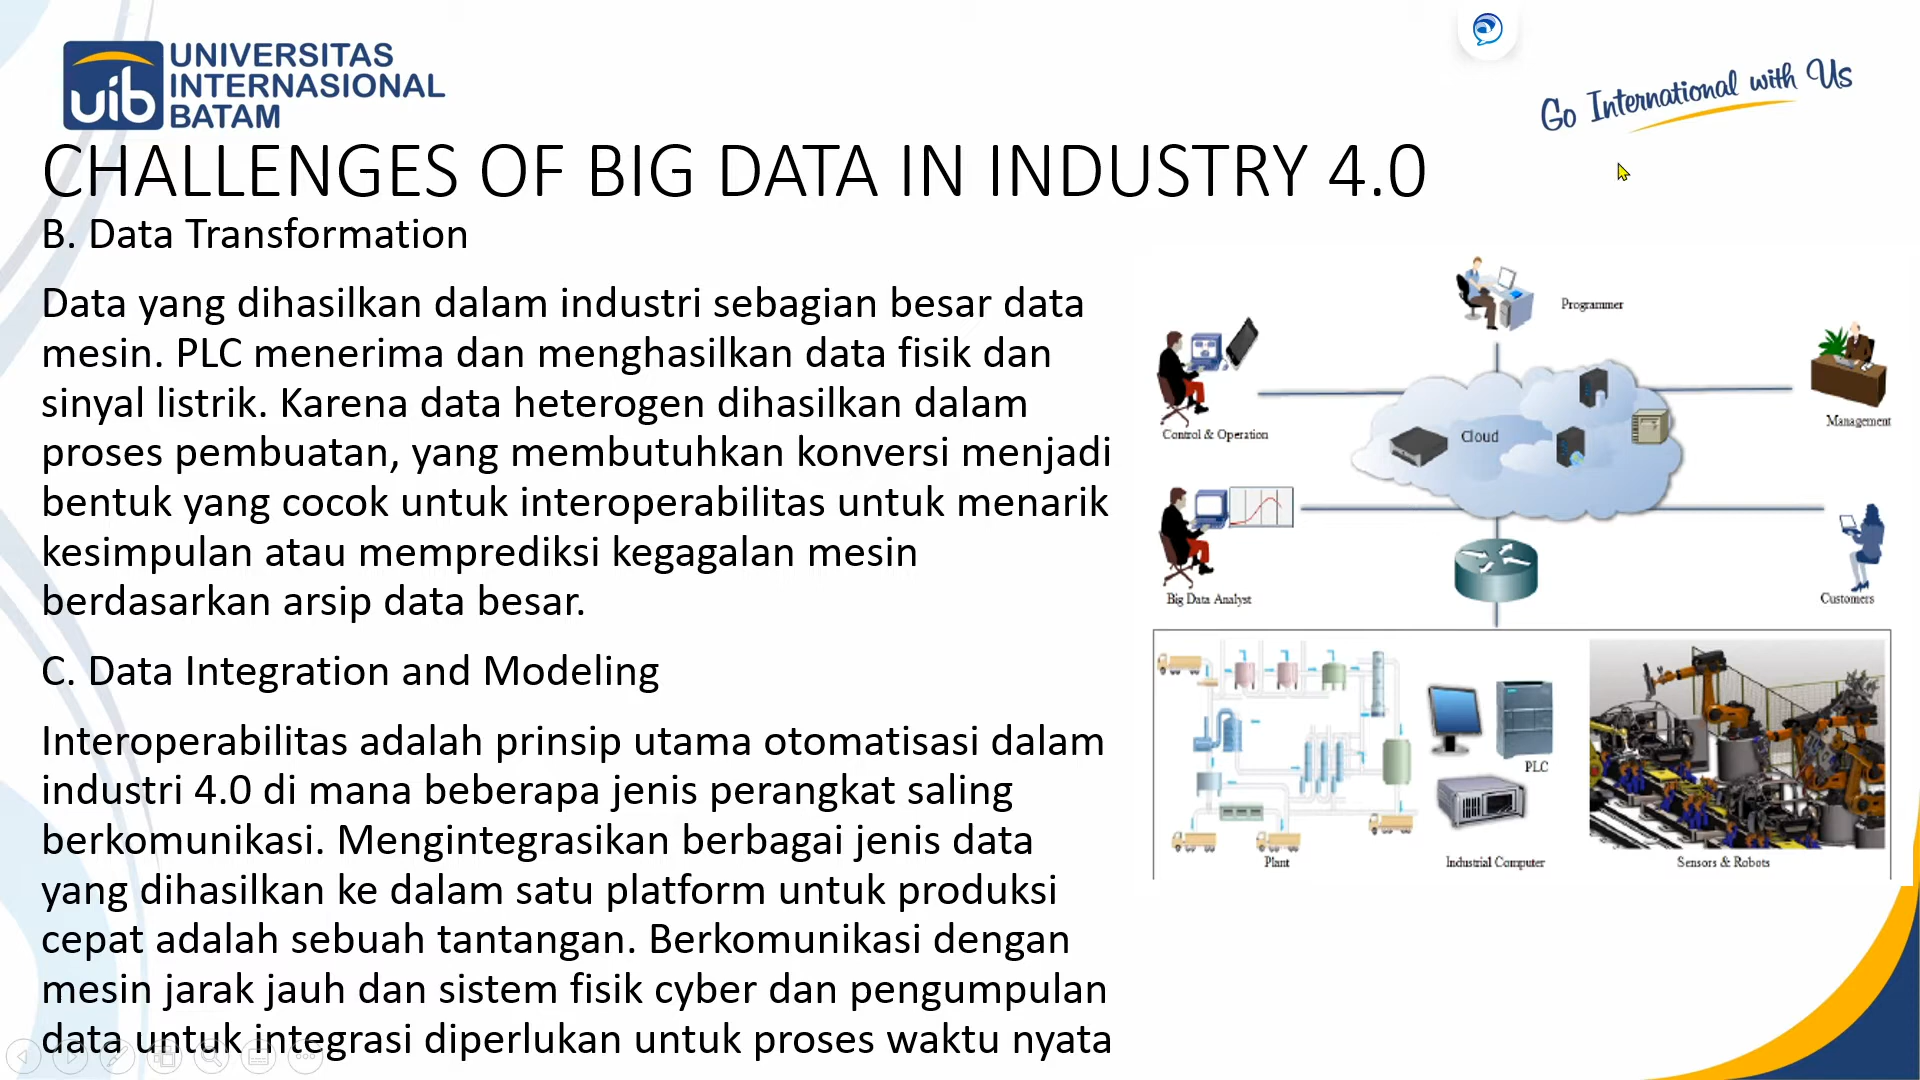 uib
UNIVERSITAS
INTERNASIONAL
BATAM
Go International with Us
CHALLENGES OF BIG DATA IN INDUSTRY 4.0
B. Data Transformation
Data yang dihasilkan dalam industri sebagian besar data
mesin. PLC menerima dan menghasilkan data fisik dan
sinyal listrik. Karena data heterogen dihasilkan dalam
proses pembuatan, yang membutuhkan konversi menjadi
bentuk yang cocok untuk interoperabilitas untuk menarik
kesimpulan atau memprediksi kegagalan mesin
berdasarkan arsip data besar.
C. Data Integration and Modeling
Interoperabilitas adalah prinsip utama otomatisasi dalam
industri 4.0 di mana beberapa jenis perangkat saling
berkomunikasi. Mengintegrasikan berbagai jenis data
yang dihasilkan ke dalam satu platform untuk produksi
cepat adalah sebuah tantangan. Berkomunikasi dengan
mesin jarak jauh dan sistem fisik cyber dan pengumpulan
data untuk integrasi diperlukan untuk proses waktu nyata
Programmer
Control & Operation
Cloud
Management
Big Data Analyst
Customers
PLC
Plant
Industrial Computer
Sensors & Robots